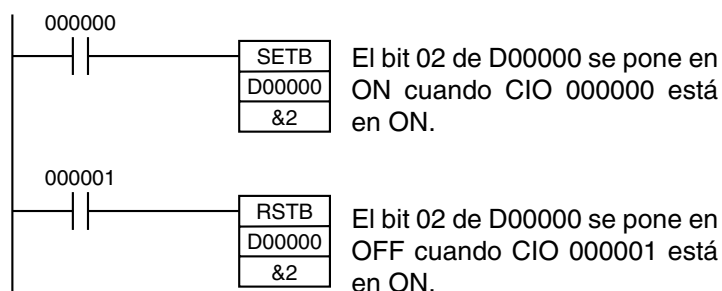 000000
SETB
D00000
&2
El bit 02 de D00000 se pone en
ON cuando CIO 000000 está
en ON.
000001
RSTB
D00000
&2
El bit 02 de D00000 se pone en
OFF cuando CIO 000001 está
en ON.